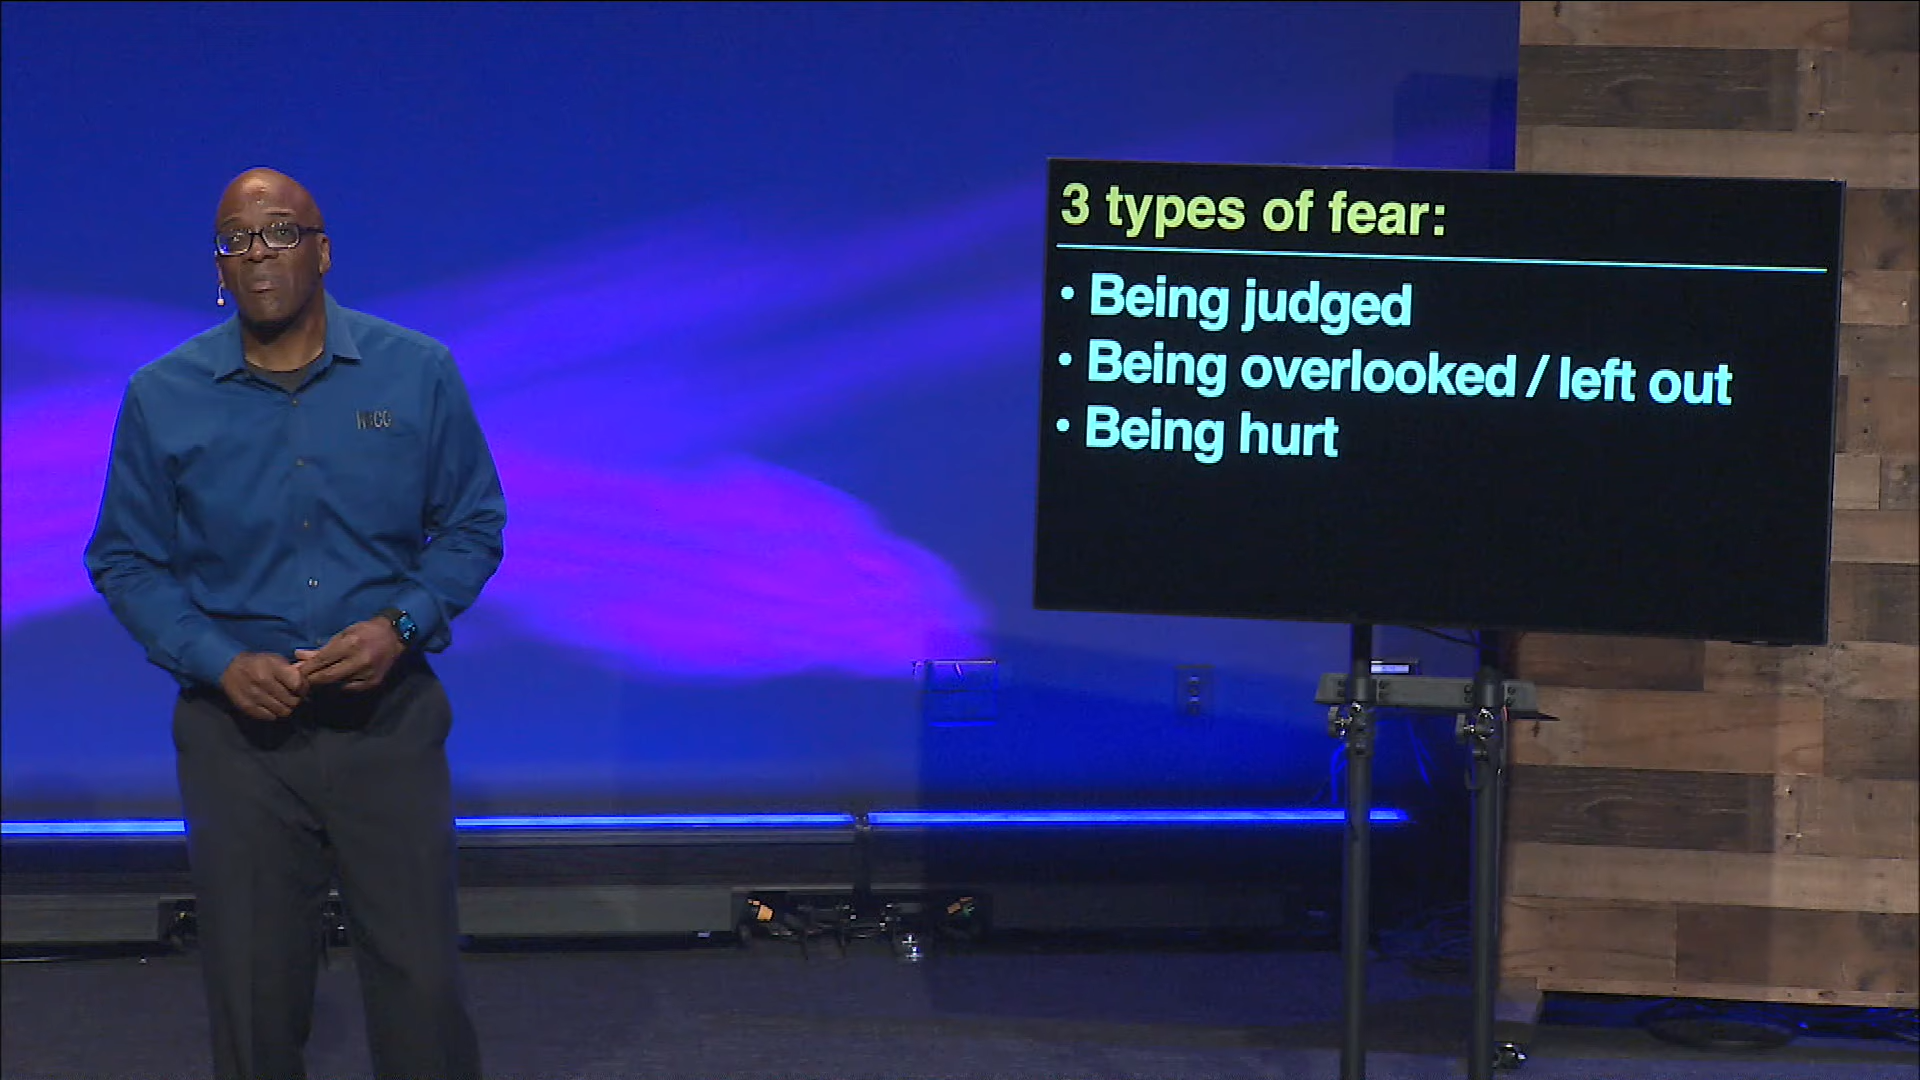 3 types of fear:
• Being judged
• Being overlooked / left out
• Being hurt